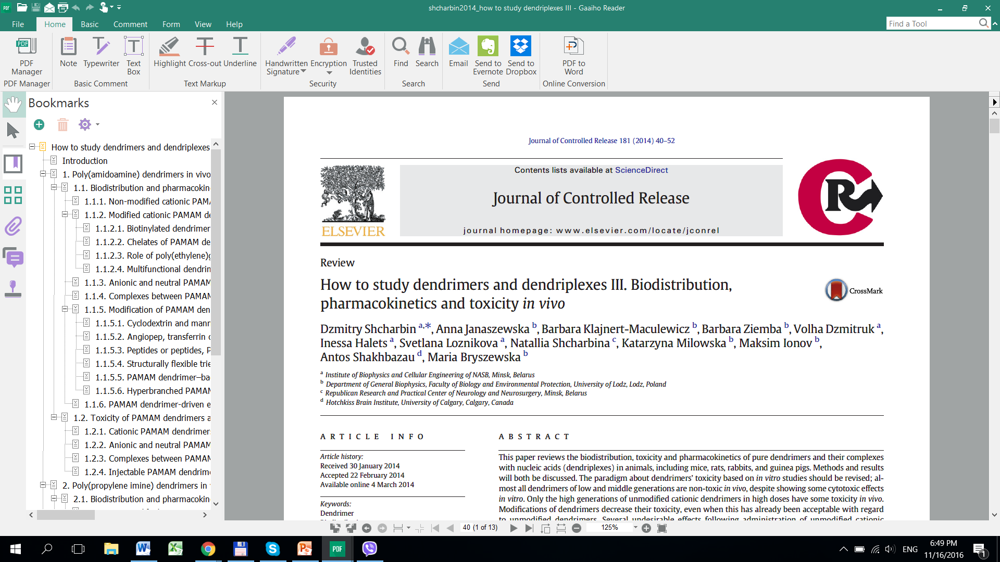 shcharbin2014_how to study dendriplexes III - Gaaiho Reader
File Home Basic Comment Form View Help
Find a Tool
PDF Manager
Note
Typewriter
Text Box
Highlight
Cross-out
Underline
Handwritten Signature
Encryption
Trusted Identities
Find
Search
Email
Send to Evernote
Send to Dropbox
PDF to Word
PDF Manager
Basic Comment
Text Markup
Security
Search
Send
Online Conversion
Bookmarks
How to study dendrimers and dendriplexes
Introduction
1. Poly(amidoamine) dendrimers in vivo
1.1. Biodistribution and pharmacokin
1.1.1. Non-modified cationic PAMA
1.1.2. Modified cationic PAMAM de
1.1.2.1. Biotinylated dendrimer
1.1.2.2. Chelates of PAMAM de
1.1.2.3. Role of poly(ethylene)g
1.1.2.4. Multifunctional dendrin
1.1.3. Anionic and neutral PAMAM
1.1.4. Complexes between PAMAM
1.1.5. Modification of PAMAM den
1.1.5.1. Cyclodextrin and mann
1.1.5.2. Angiopep, transferrin
1.1.5.3. Peptides or peptides, P
1.1.5.4. Structurally flexible trie
1.1.5.5. PAMAM dendrimer–ba
1.1.5.6. Hyperbranched PAMAM
1.1.6. PAMAM dendrimer-driven e
1.2. Toxicity of PAMAM dendrimers a
1.2.1. Cationic PAMAM dendrimer
1.2.2. Anionic and neutral PAMAM
1.2.3. Complexes between PAMAM
1.2.4. Injectable PAMAM dendrime
2. Poly(propylene imine) dendrimers in
2.1. Biodistribution and pharmacokin
Journal of Controlled Release 181 (2014) 40–52
ELSEVIER
Contents lists available at ScienceDirect
Journal of Controlled Release
journal homepage: www.elsevier.com/locate/jconrel
Review
How to study dendrimers and dendriplexes III. Biodistribution,
pharmacokinetics and toxicity in vivo
CrossMark
Dzmitry Shcharbin a,*, Anna Janaszewska b, Barbara Klajnert-Maculewicz b, Barbara Ziemba b, Volha Dzmitruk a,
Inessa Halets a, Svetlana Loznikova a, Natallia Shcharbina c, Katarzyna Milowska b, Maksim Ionov b,
Antos Shakhbazau d, Maria Bryszewska b
a Institute of Biophysics and Cellular Engineering of NASB, Minsk, Belarus
b Department of General Biophysics, Faculty of Biology and Environmental Protection, University of Lodz, Lodz, Poland
c Republican Research and Practical Center of Neurology and Neurosurgery, Minsk, Belarus
d Hotchkiss Brain Institute, University of Calgary, Calgary, Canada
ARTICLE INFO
Article history:
Received 30 January 2014
Accepted 22 February 2014
Available online 4 March 2014
Keywords:
Dendrimer
ABSTRACT
This paper reviews the biodistribution, toxicity and pharmacokinetics of pure dendrimers and their complexes
with nucleic acids (dendriplexes) in animals, including mice, rats, rabbits, and guinea pigs. Methods and results
will both be discussed. The paradigm about dendrimers' toxicity based on in vitro studies should be revised; al-
most all dendrimers of low and middle generations are non-toxic in vivo, despite showing some cytotoxic effects
in vitro. Only the high generations of unmodified cationic dendrimers in high doses have some toxicity in vivo.
Modifications of dendrimers decrease their toxicity, even when this has already been acceptable with regard
to unmodified dendrimers. Several undesirable effects following administration of unmodified cationic
40 (1 of 13)
125%
ENG
6:49 PM
11/16/2016
1